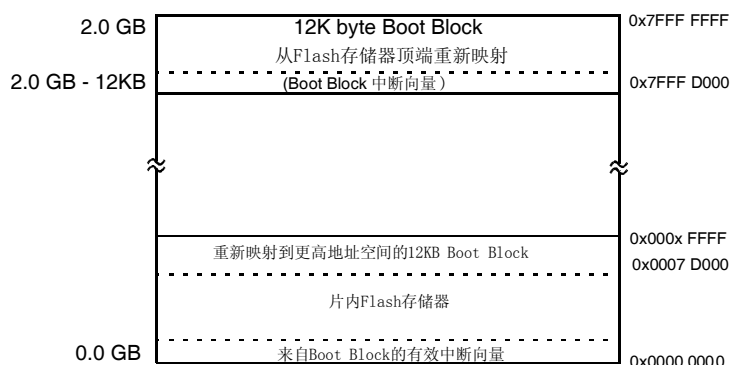 2.0 GB
12K byte Boot Block
0x7FFF FFFF
从Flash存储器顶端重新映射
2.0 GB - 12KB
(Boot Block 中断向量)
0x7FFF D000
0x000x FFFF
重新映射到更高地址空间的12KB Boot Block
0x0007 D000
片内Flash存储器
0.0 GB
来自Boot Block的有效中断向量
0x0000 0000